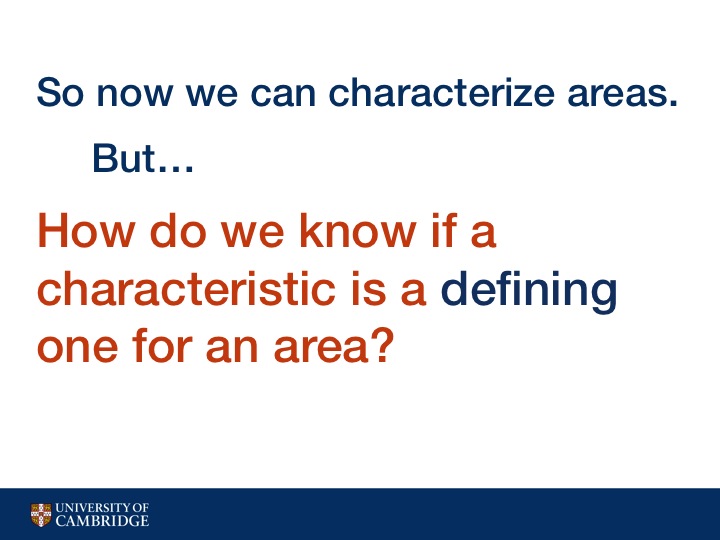 So now we can characterize areas.
But…
How do we know if a
characteristic is a defining
one for an area?
UNIVERSITY OF
CAMBRIDGE